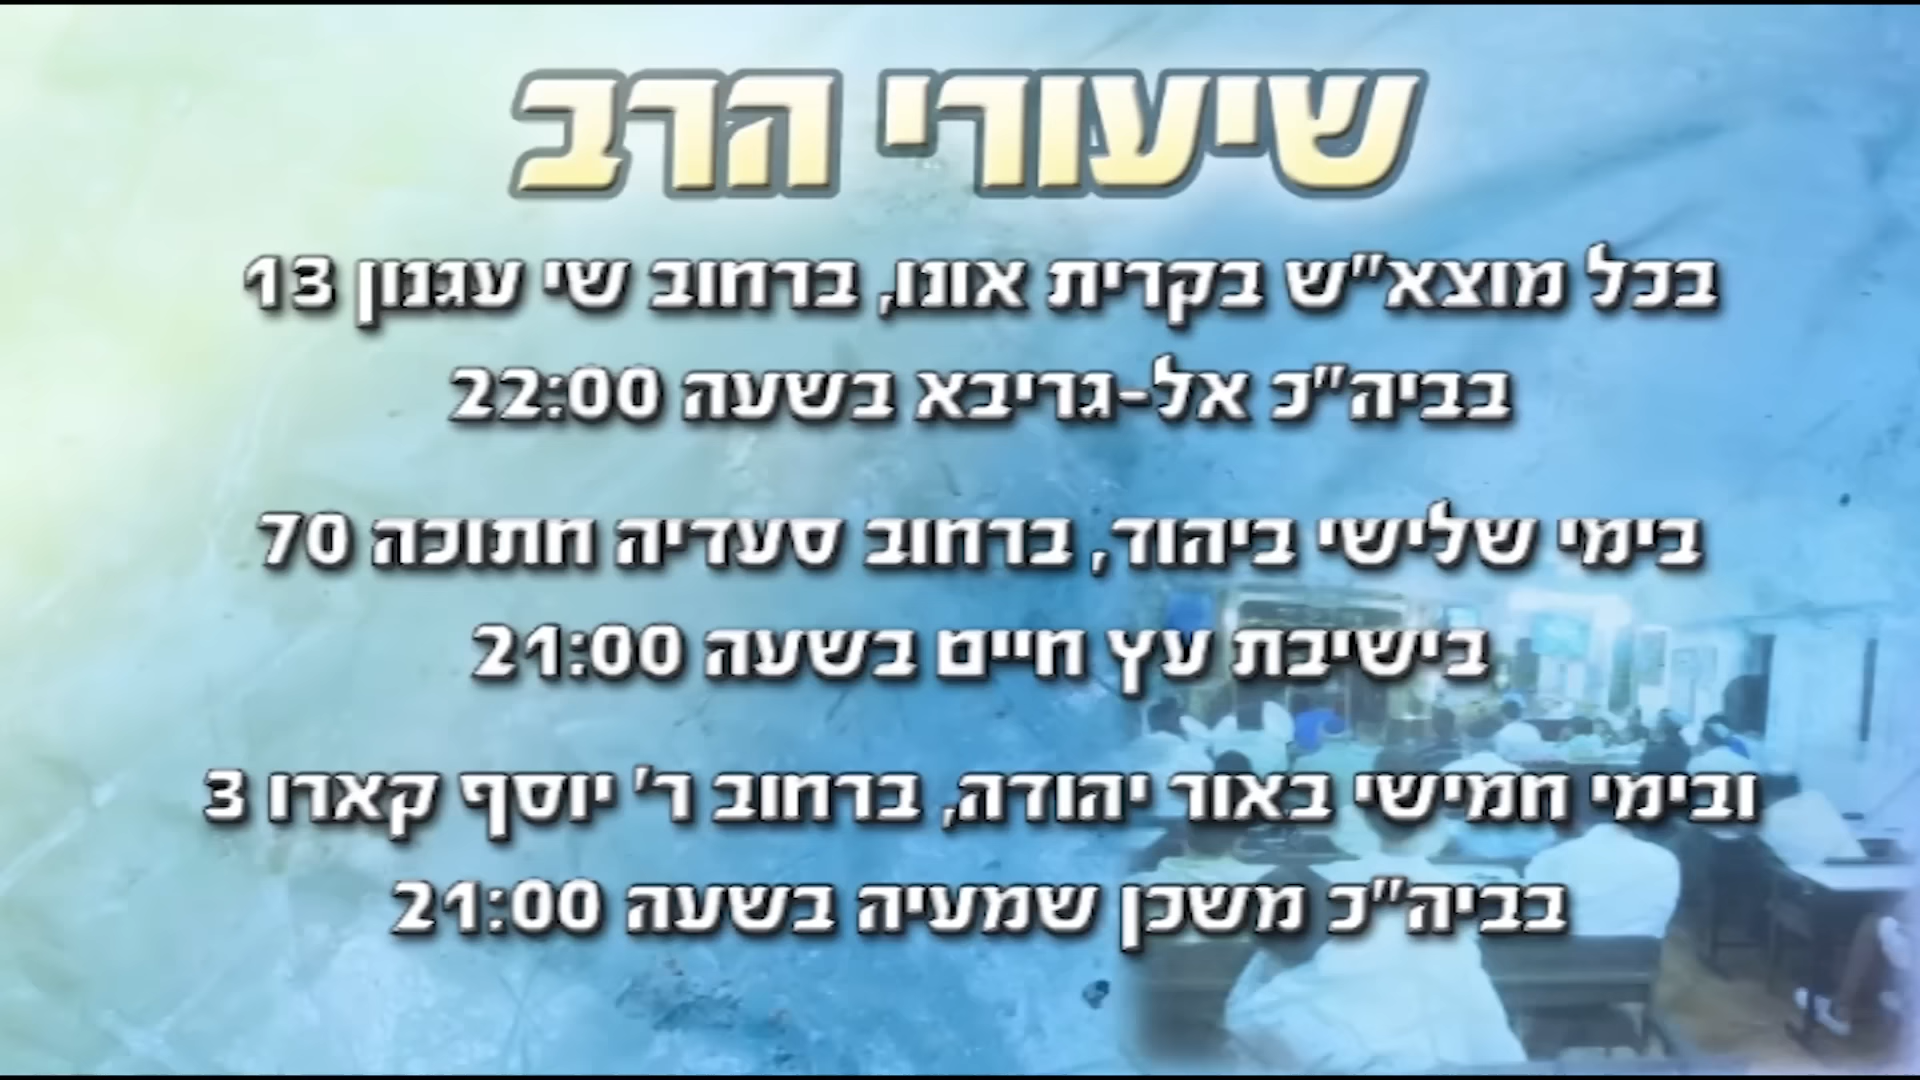 שיעורי הרב
בכל מוצא"ש בקרית אונו, ברחוב שי עגנון 13
בביה"כ אל-גריבא בשעה 22:00
בימי שלישי ביהוד, ברחוב סעדיה חתוכה 70
בישיבת עץ חיים בשעה 21:00
ובימי חמישי באור יהודה, ברחוב ר' יוסף קארו 3
בביה"כ משכן שמעיה בשעה 21:00